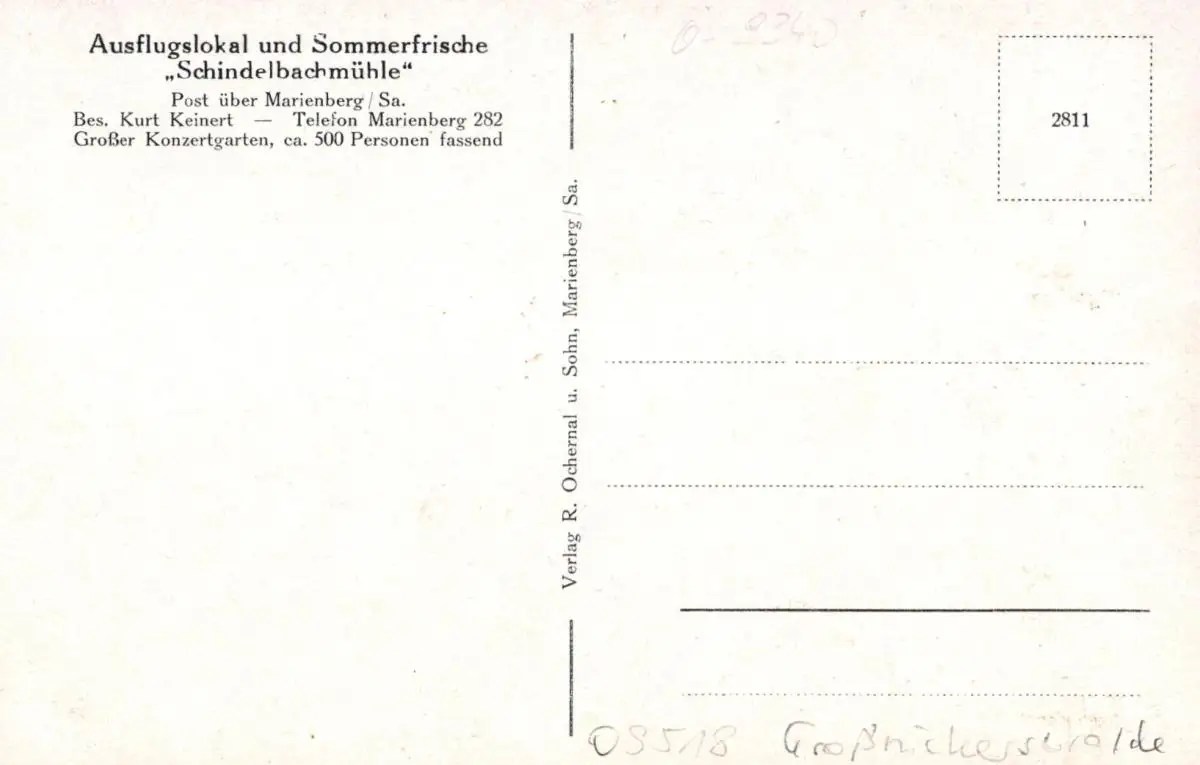 Ausflugslokal und Sommerfrische
„Schindelbachmühle“
Post über Marienberg / Sa.
Bes. Kurt Keinert — Telefon Marienberg 282
Großer Konzertgarten, ca. 500 Personen fassend
Verlag R. Ochernal u. Sohn, Marienberg / Sa.
O-9340
2811
09518 Großrückerswalde